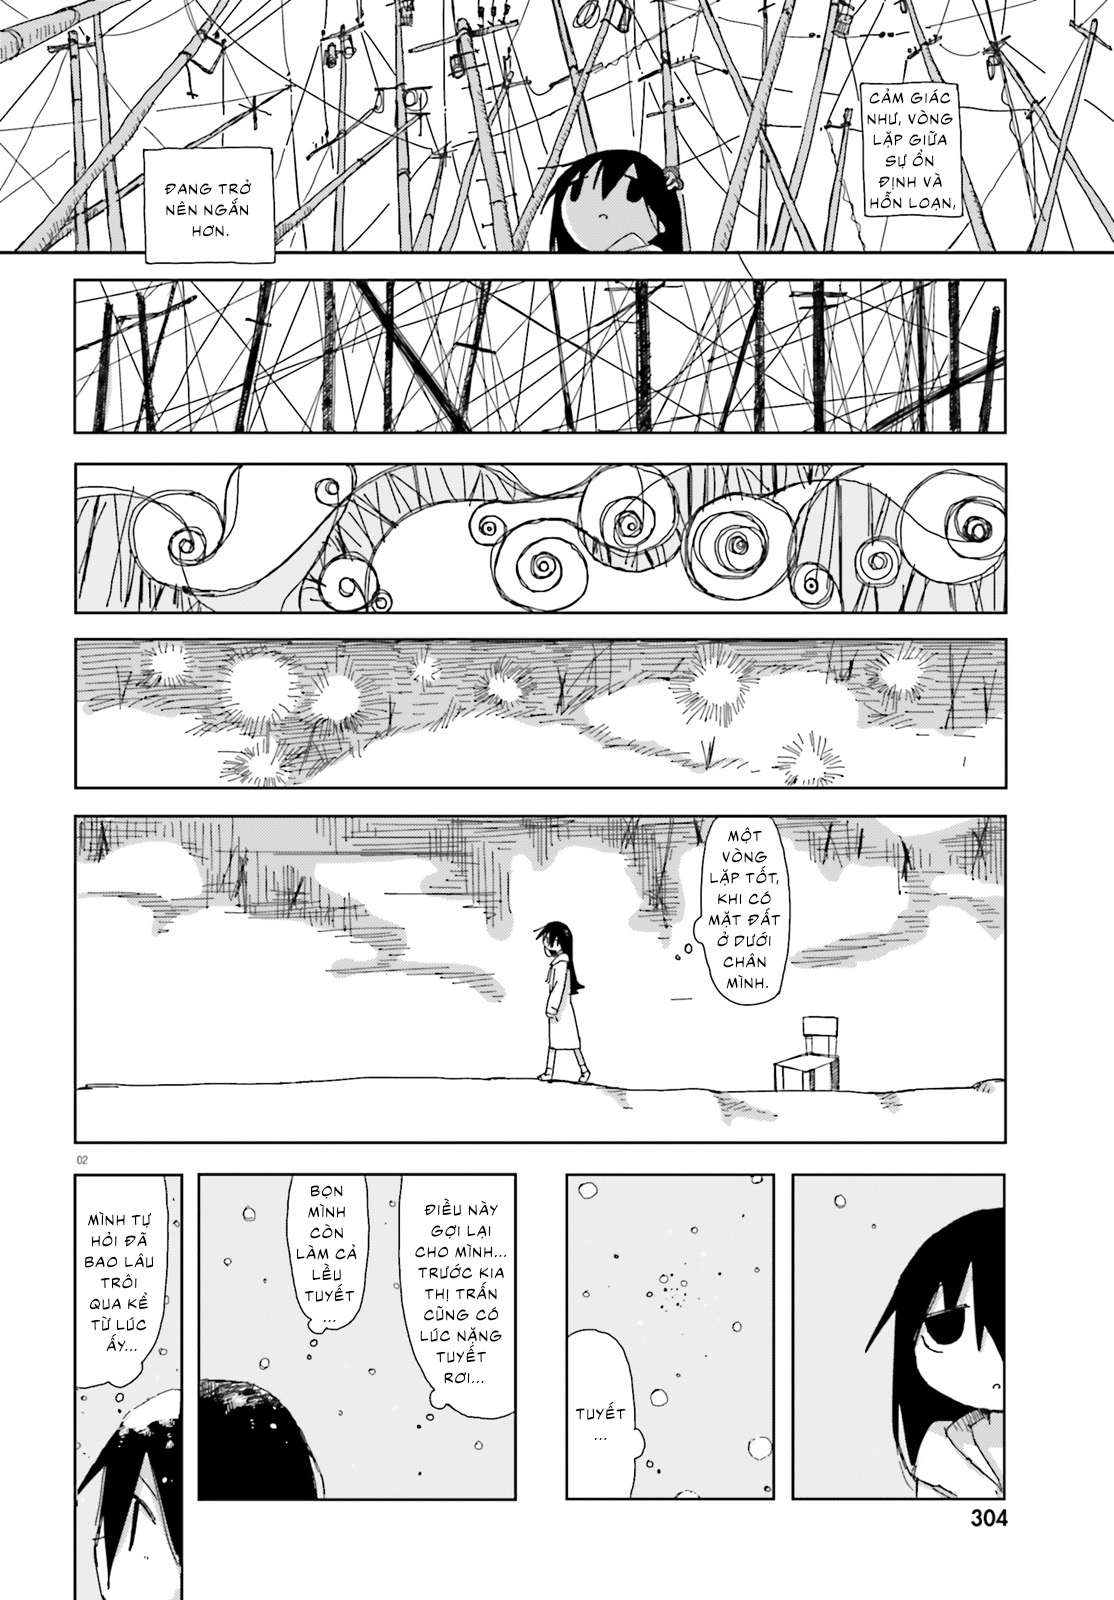 CẢM GIÁC
NHƯ, VÒNG
LẶP GIỮA
SỰ ỔN
ĐỊNH VÀ
HỖN LOẠN,
ĐANG TRỞ
NÊN NGẮN
HƠN.
MỘT
VÒNG
LẶP TỐT,
KHI CÓ
MẶT ĐẤT
Ở DƯỚI
CHÂN
MÌNH.
02
TUYẾT
...
ĐIỀU NÀY
GỢI LẠI
CHO MÌNH...
TRƯỚC KIA
THỊ TRẤN
CŨNG CÓ
LÚC NẶNG
TUYẾT
RƠI...
BỌN
MÌNH
CÒN
LÀM CẢ
LỀU
TUYẾT
...
MÌNH TỰ
HỎI ĐÃ
BAO LÂU
TRÔI
QUA KỂ
TỪ LÚC
ẤY...
304